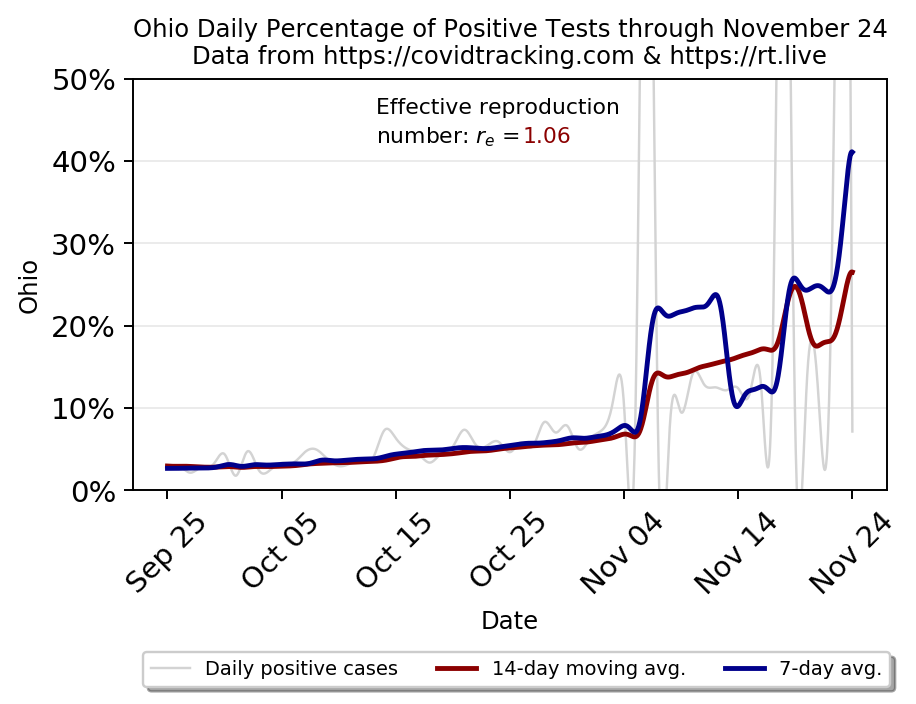 Ohio Daily Percentage of Positive Tests through November 24
Data from https://covidtracking.com & https://rt.live
50%
40%
30%
20%
10%
0%
Ohio
Effective reproduction
number: rₑ =1.06
Sep 25
Oct 05
Oct 15
Oct 25
Nov 04
Nov 14
Nov 24
Date
Daily positive cases
14-day moving avg.
7-day avg.